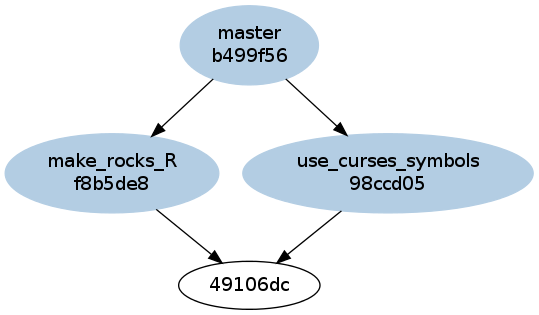 master
b499f56
make_rocks_R
f8b5de8
use_curses_symbols
98ccd05
49106dc